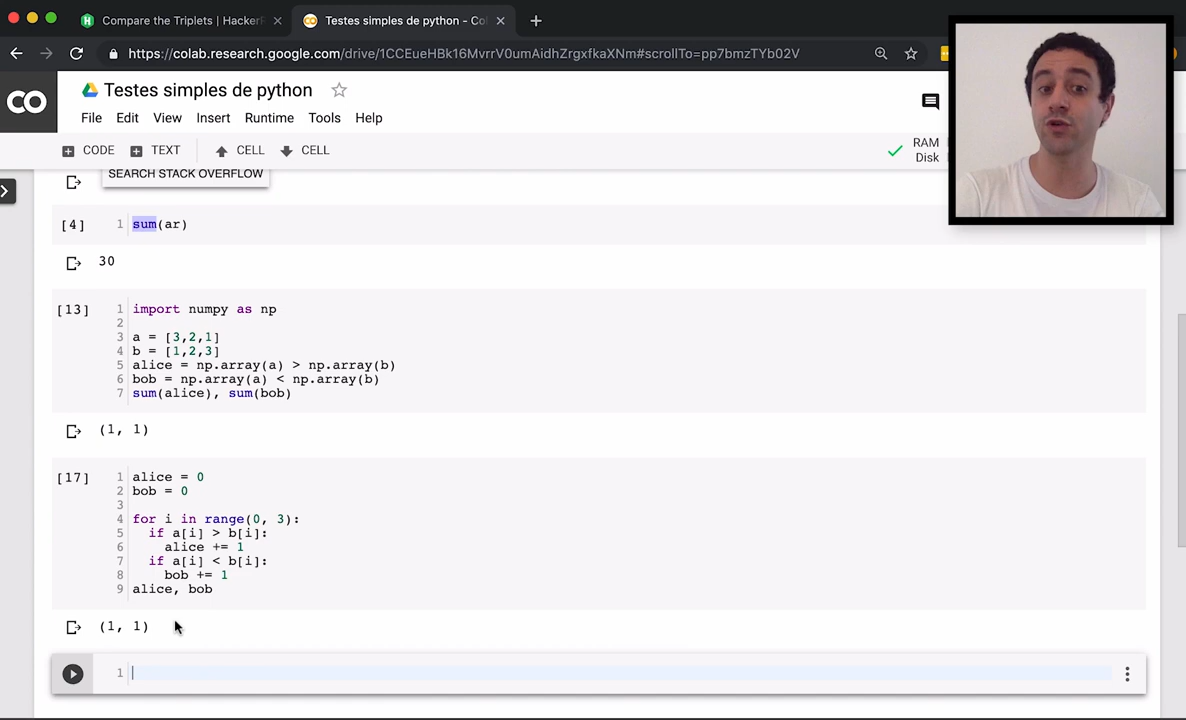 Compare the Triplets | HackerR
Testes simples de python - Co
https://colab.research.google.com/drive/1CCEueHBk16MvrrV0umAidhZrgxfkaXNm#scrollTo=pp7bmzTYb02V
CO
Testes simples de python
File Edit View Insert Runtime Tools Help
CODE TEXT CELL CELL
RAM
Disk
SEARCH STACK OVERFLOW
[4] 1 sum(ar)
30
[13] 1 import numpy as np
2
3 a = [3,2,1]
4 b = [1,2,3]
5 alice = np.array(a) > np.array(b)
6 bob = np.array(a) < np.array(b)
7 sum(alice), sum(bob)
(1, 1)
[17] 1 alice = 0
2 bob = 0
3
4 for i in range(0, 3):
5 if a[i] > b[i]:
6 alice += 1
7 if a[i] < b[i]:
8 bob += 1
9 alice, bob
(1, 1)
1